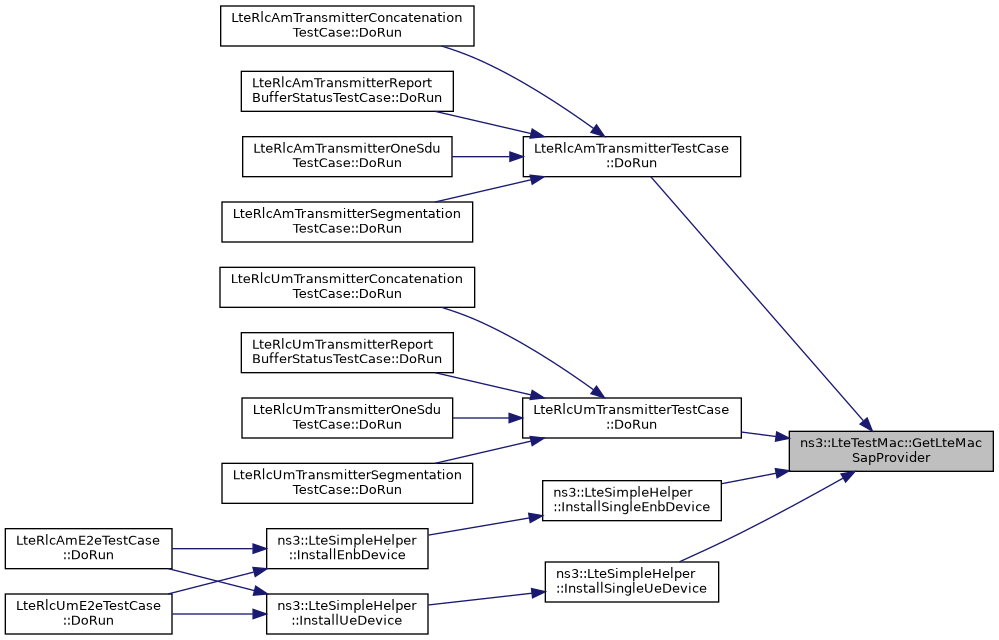 LteRlcAmTransmitterConcatenation
TestCase::DoRun
LteRlcAmTransmitterReport
BufferStatusTestCase::DoRun
LteRlcAmTransmitterOneSdu
TestCase::DoRun
LteRlcAmTransmitterSegmentation
TestCase::DoRun
LteRlcAmTransmitterTestCase
::DoRun
LteRlcUmTransmitterConcatenation
TestCase::DoRun
LteRlcUmTransmitterReport
BufferStatusTestCase::DoRun
LteRlcUmTransmitterOneSdu
TestCase::DoRun
LteRlcUmTransmitterSegmentation
TestCase::DoRun
LteRlcUmTransmitterTestCase
::DoRun
ns3::LteTestMac::GetLteMac
SapProvider
ns3::LteSimpleHelper
::InstallSingleEnbDevice
ns3::LteSimpleHelper
::InstallSingleUeDevice
ns3::LteSimpleHelper
::InstallEnbDevice
ns3::LteSimpleHelper
::InstallUeDevice
LteRlcAmE2eTestCase
::DoRun
LteRlcUmE2eTestCase
::DoRun